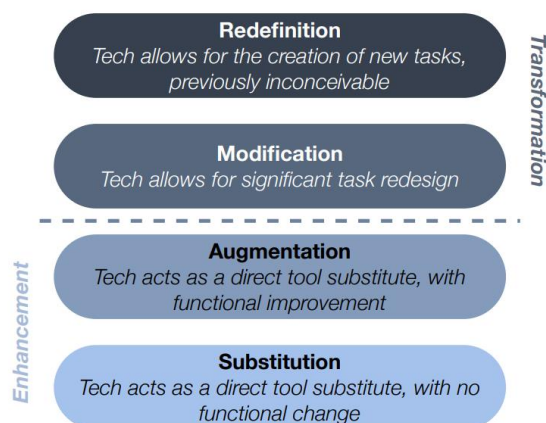 Redefinition
Tech allows for the creation of new tasks,
previously inconceivable
Modification
Tech allows for significant task redesign
Transformation
Augmentation
Tech acts as a direct tool substitute, with
functional improvement
Substitution
Tech acts as a direct tool substitute, with no
functional change
Enhancement